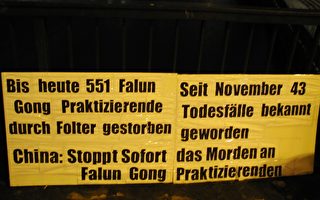 Bis heute 551 Falun
Gong Praktizierende
durch Folter gestorben
China: Stoppt Sofort
Falun Gong
Seit November 43
Todesfälle bekannt
geworden
das Morden an
Praktizierenden